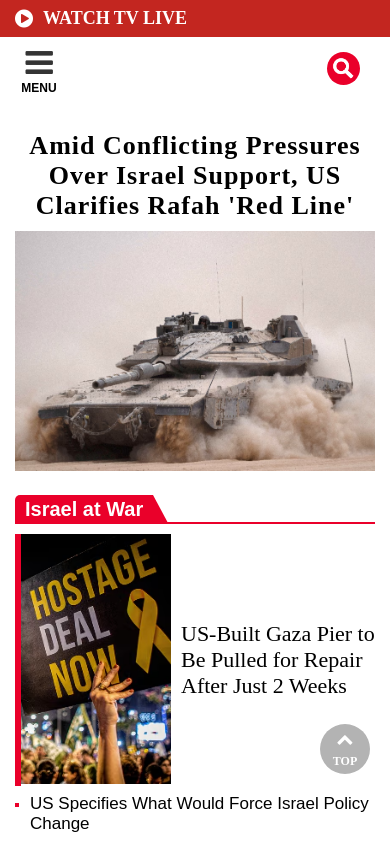 WATCH TV LIVE
MENU
Amid Conflicting Pressures
Over Israel Support, US
Clarifies Rafah 'Red Line'
Israel at War
HOSTAGE
DEAL
NOW
US-Built Gaza Pier to
Be Pulled for Repair
After Just 2 Weeks
TOP
US Specifies What Would Force Israel Policy
Change